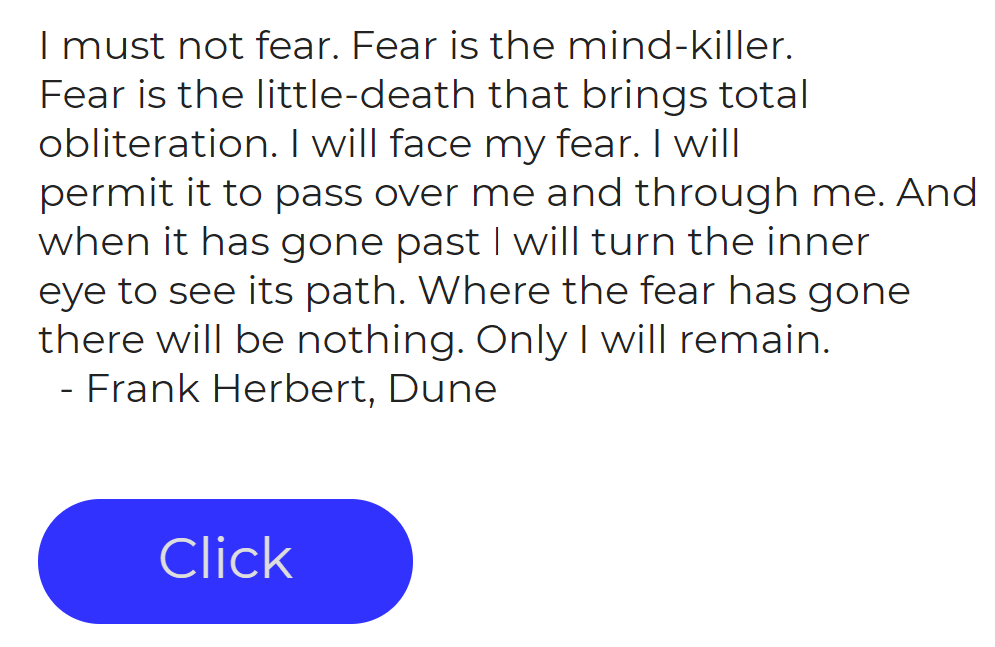 I must not fear. Fear is the mind-killer.
Fear is the little-death that brings total
obliteration. I will face my fear. I will
permit it to pass over me and through me. And
when it has gone past I will turn the inner
eye to see its path. Where the fear has gone
there will be nothing. Only I will remain.
- Frank Herbert, Dune
Click